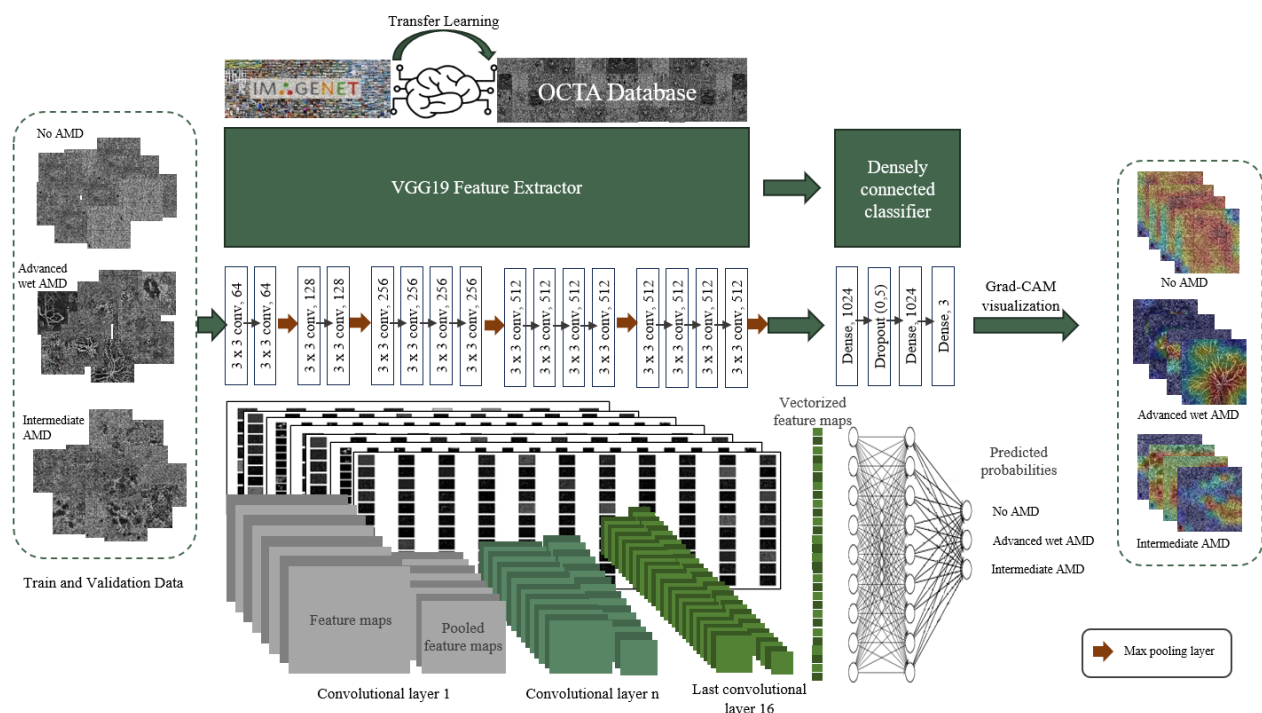 Transfer Learning
IMAGENET
OCTA Database
No AMD
Advanced
wet AMD
Intermediate
AMD
Train and Validation Data
VGG19 Feature Extractor
Densely
connected
classifier
3 x 3 conv, 64
3 x 3 conv, 64
3 x 3 conv, 128
3 x 3 conv, 128
3 x 3 conv, 256
3 x 3 conv, 256
3 x 3 conv, 256
3 x 3 conv, 256
3 x 3 conv, 512
3 x 3 conv, 512
3 x 3 conv, 512
3 x 3 conv, 512
3 x 3 conv, 512
3 x 3 conv, 512
3 x 3 conv, 512
3 x 3 conv, 512
Dense, 1024
Dropout (0,5)
Dense, 1024
Dense, 3
Grad-CAM
visualization
No AMD
Advanced wet AMD
Intermediate AMD
Vectorized
feature maps
Predicted
probabilities
No AMD
Advanced wet AMD
Intermediate AMD
Feature maps
Pooled
feature maps
Convolutional layer 1
Convolutional layer n
Last convolutional
layer 16
Max pooling layer